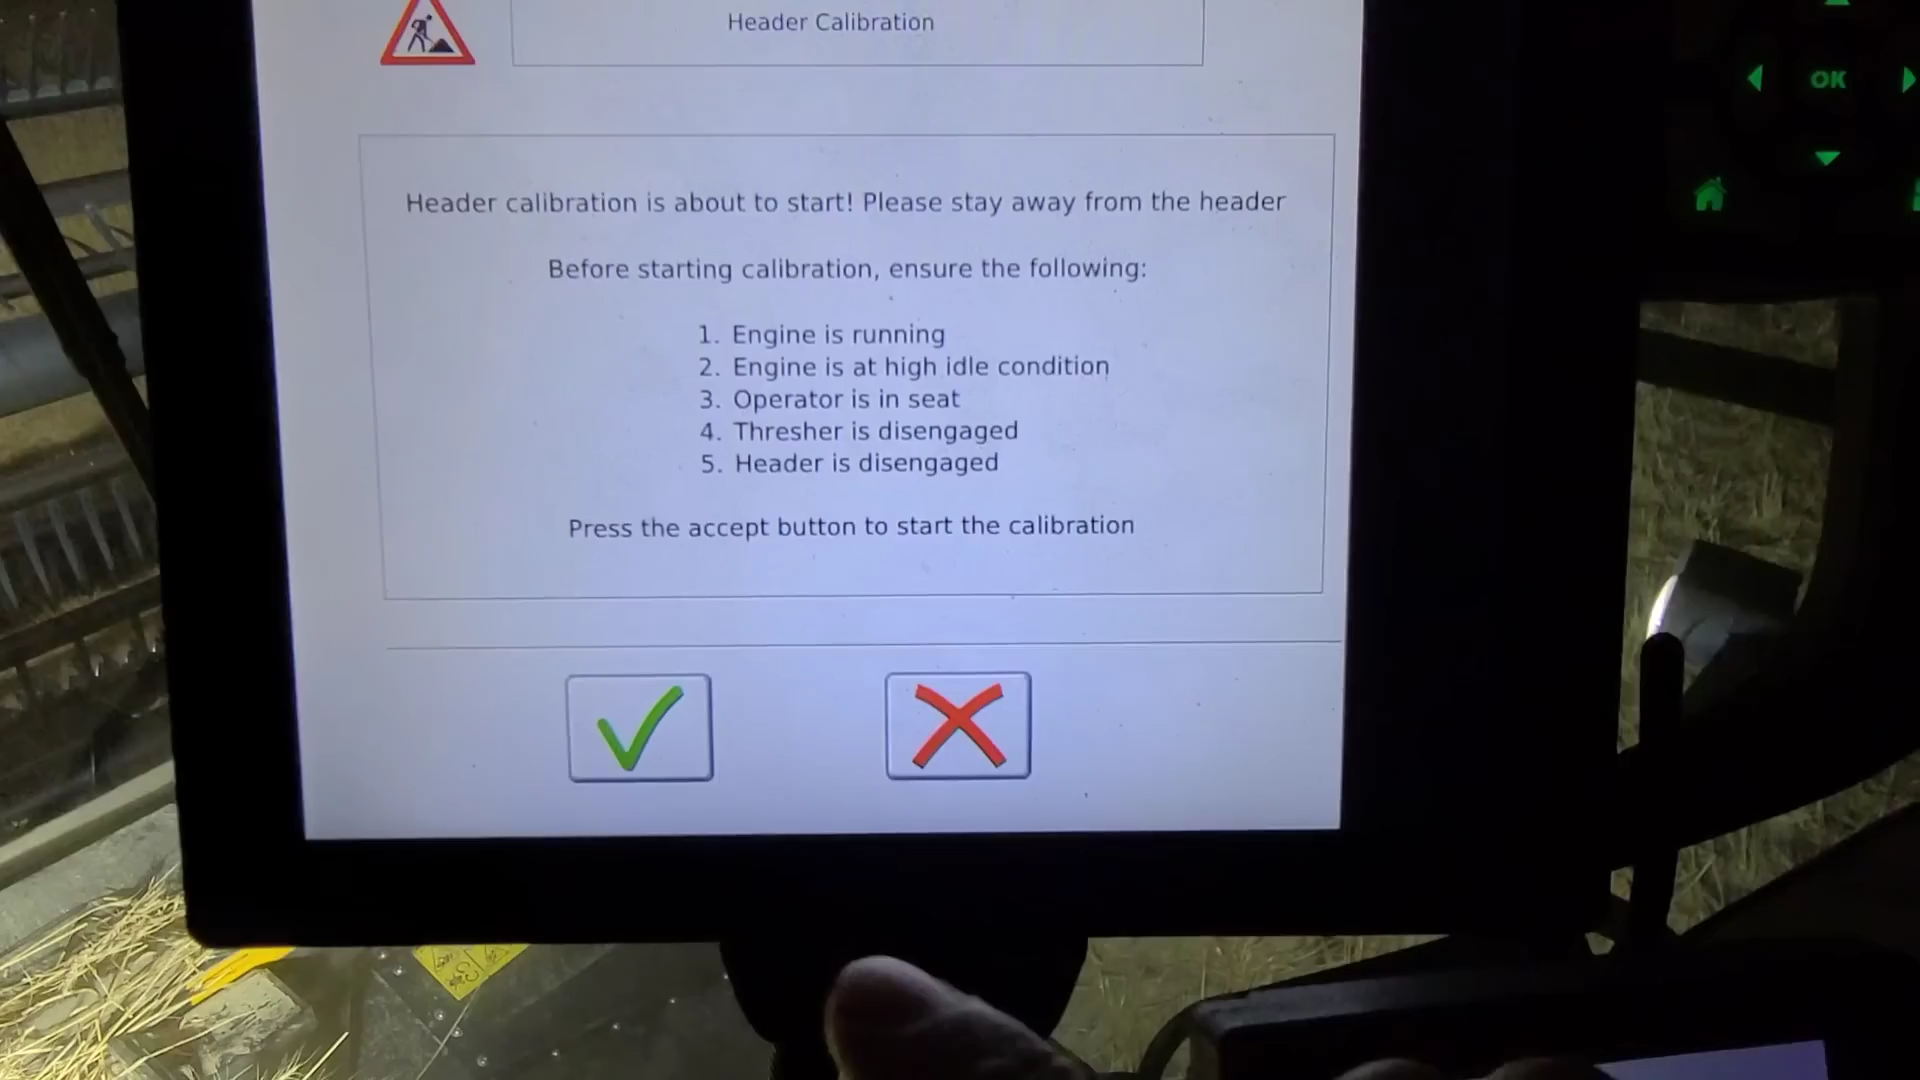 Header Calibration
OK
Header calibration is about to start! Please stay away from the header
Before starting calibration, ensure the following:
1. Engine is running
2. Engine is at high idle condition
3. Operator is in seat
4. Thresher is disengaged
5. Header is disengaged
Press the accept button to start the calibration